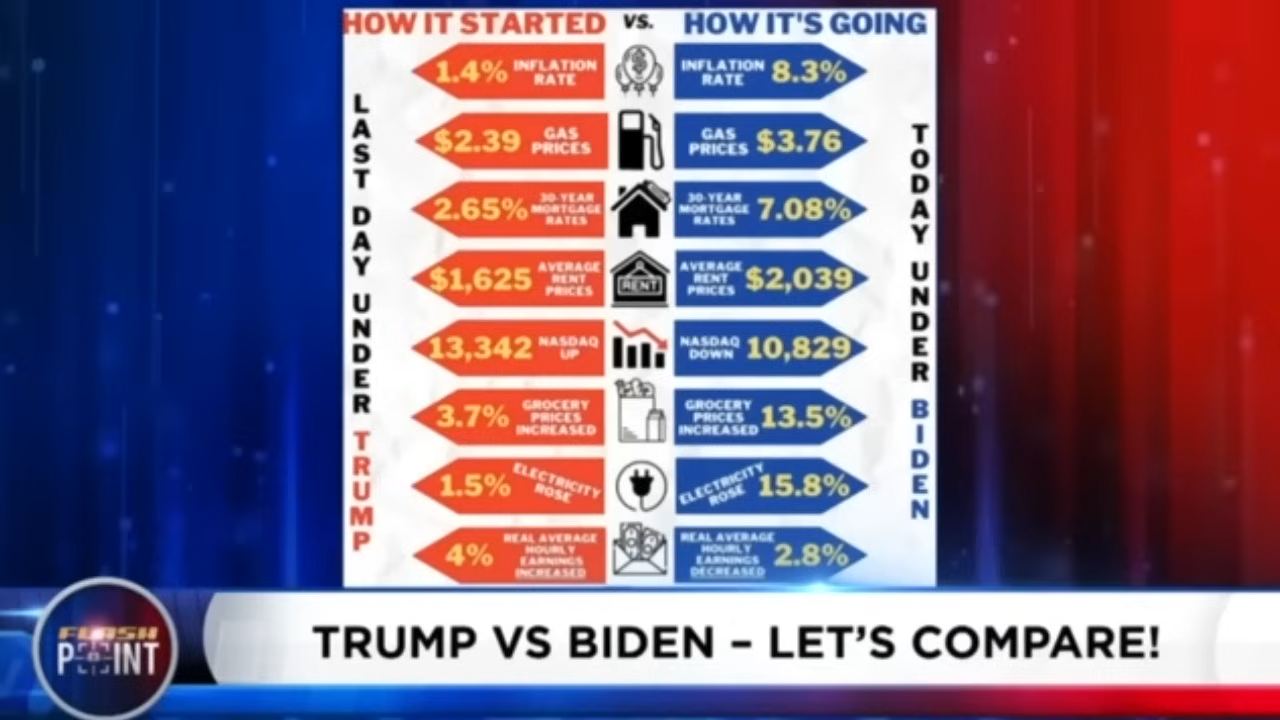 HOW IT STARTED VS. HOW IT'S GOING
LAST DAY UNDER TRUMP
1.4% INFLATION
RATE
$2.39 GAS
PRICES
2.65% 30-YEAR
MORTGAGE
RATES
$1,625 AVERAGE
RENT
PRICES
13,342 NASDAQ
UP
3.7% GROCERY
PRICES
INCREASED
1.5% ELECTRICITY
ROSE
4% REAL AVERAGE
HOURLY
EARNINGS
INCREASED
RENT
INFLATION
RATE 8.3%
GAS
PRICES $3.76
30-YEAR
MORTGAGE
RATES 7.08%
AVERAGE
RENT
PRICES $2,039
NASDAQ
DOWN 10,829
GROCERY
PRICES
INCREASED 13.5%
ELECTRICITY
ROSE 15.8%
REAL AVERAGE
HOURLY
EARNINGS
DECREASED 2.8%
TODAY UNDER BIDEN
FLASH
POINT
TRUMP VS BIDEN – LET'S COMPARE!